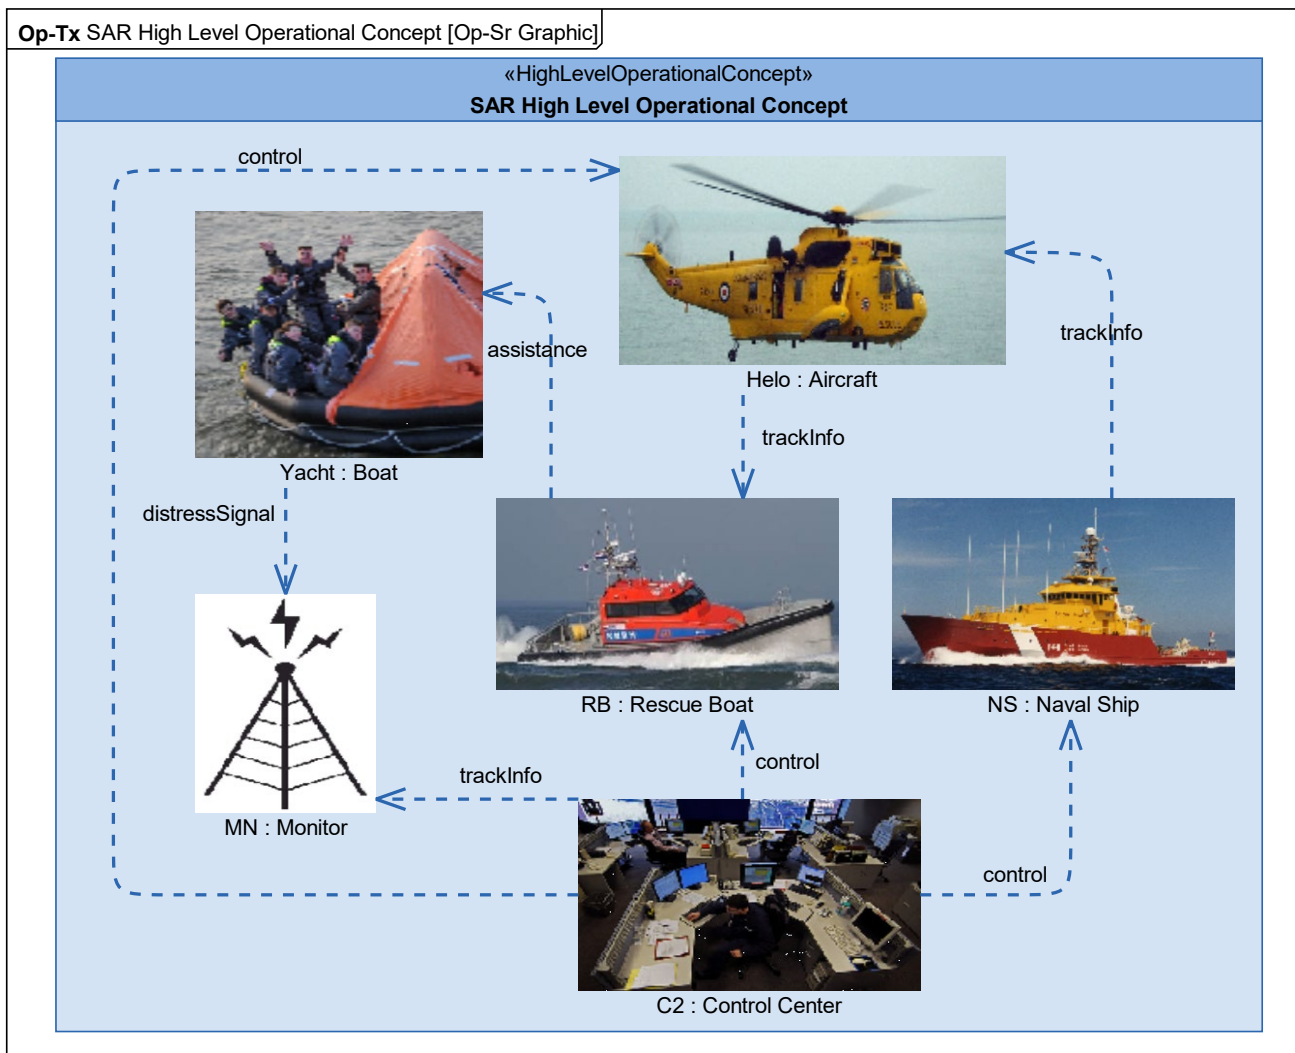 Op-Tx SAR High Level Operational Concept [Op-Sr Graphic]
«HighLevelOperationalConcept»
SAR High Level Operational Concept
control
assistance
trackInfo
Helo : Aircraft
trackInfo
Yacht : Boat
distressSignal
RB : Rescue Boat
NS : Naval Ship
trackInfo
control
MN : Monitor
control
C2 : Control Center